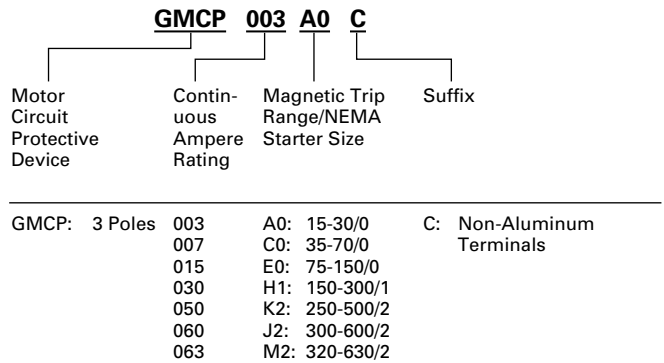 GMCP 003 A0 C
Motor Circuit Protective Device
Continuous Ampere Rating
Magnetic Trip Range/NEMA Starter Size
Suffix
GMCP: 3 Poles 003 A0: 15-30/0 C: Non-Aluminum
007 C0: 35-70/0 Terminals
015 E0: 75-150/0
030 H1: 150-300/1
050 K2: 250-500/2
060 J2: 300-600/2
063 M2: 320-630/2